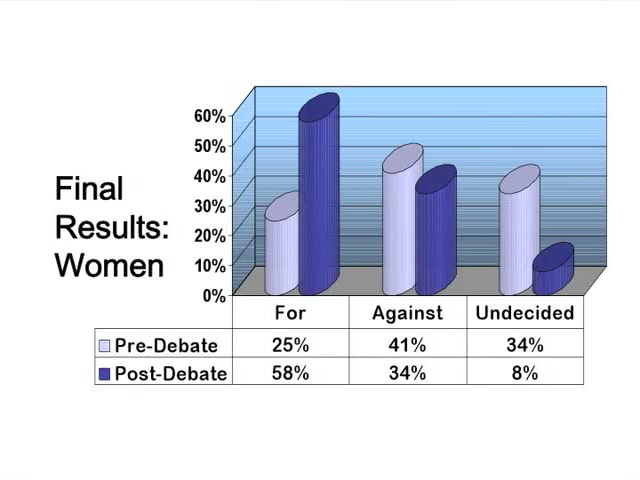 Final
Results:
Women
60%
50%
40%
30%
20%
10%
0%
For Against Undecided
Pre-Debate 25% 41% 34%
Post-Debate 58% 34% 8%